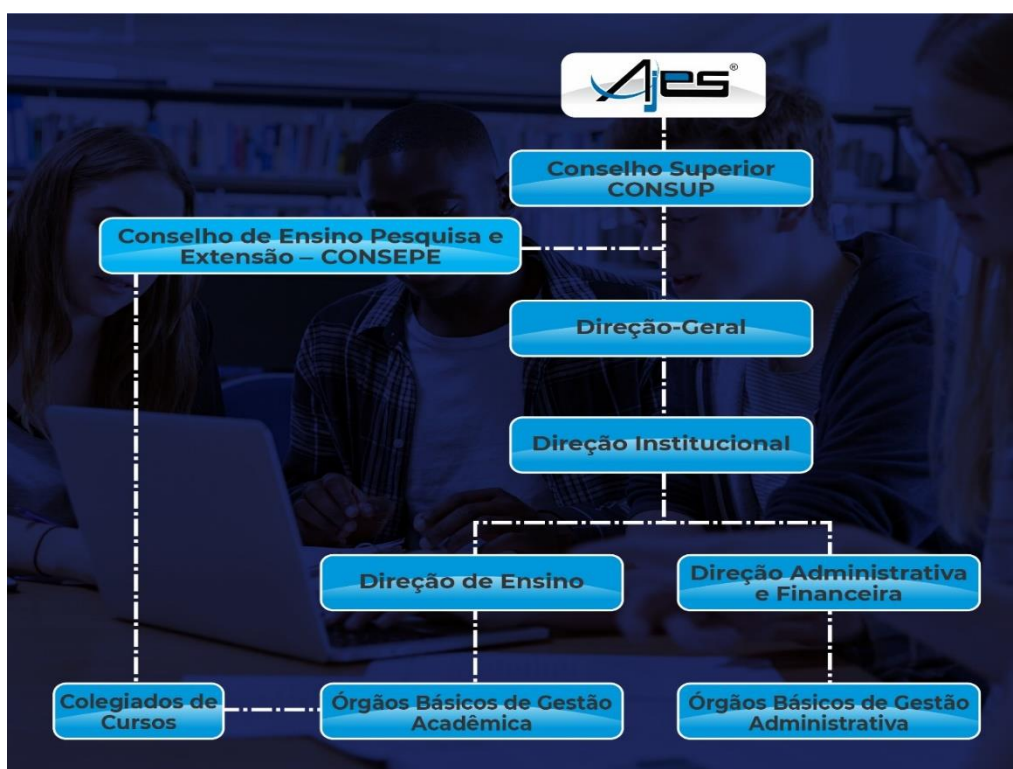 Ajes®
Conselho Superior
CONSUP
Conselho de Ensino Pesquisa e
Extensão – CONSEPE
Direção-Geral
Direção Institucional
Direção de Ensino
Direção Administrativa
e Financeira
Colegiados de
Cursos
Órgãos Básicos de Gestão
Acadêmica
Órgãos Básicos de Gestão
Administrativa